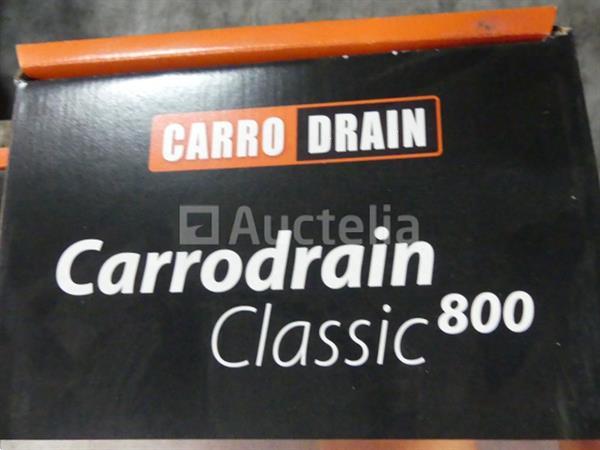 CARRO DRAIN
Auctelia
Carrodrain
Classic 800